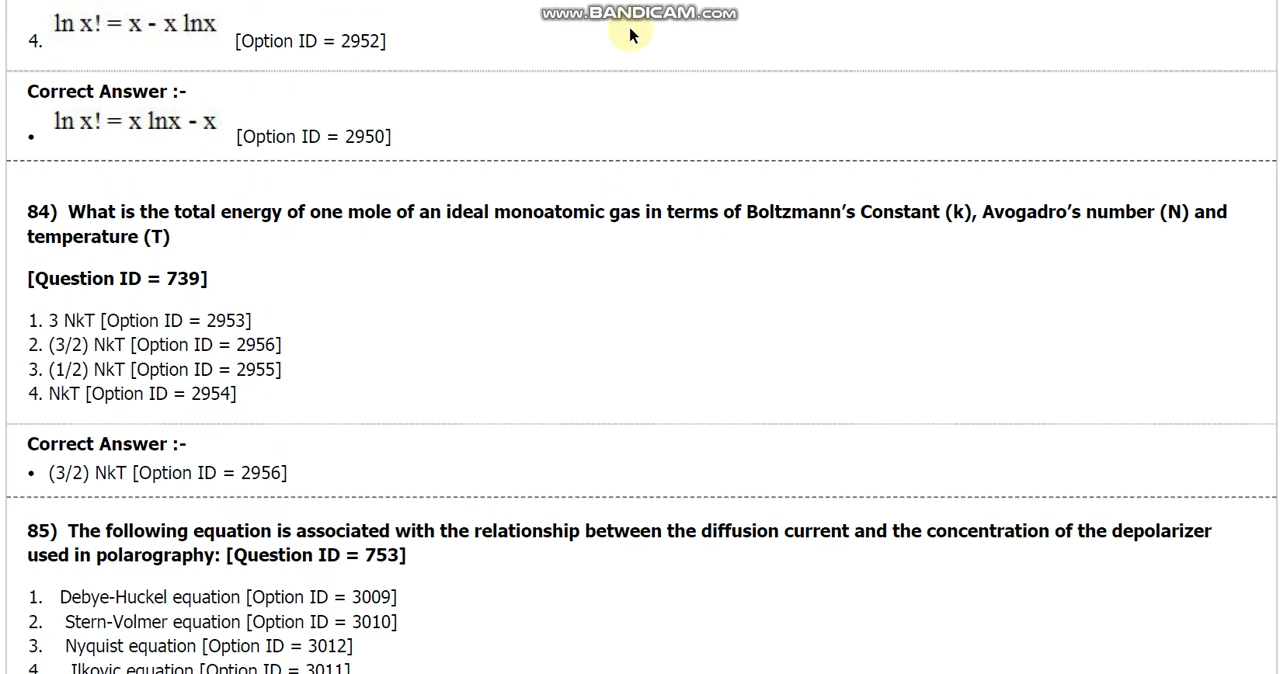 www.BANDICAM.com
ln x! = x - x lnx
4. [Option ID = 2952]
Correct Answer :-
ln x! = x lnx - x
• [Option ID = 2950]
84) What is the total energy of one mole of an ideal monoatomic gas in terms of Boltzmann’s Constant (k), Avogadro’s number (N) and
temperature (T)
[Question ID = 739]
1. 3 NkT [Option ID = 2953]
2. (3/2) NkT [Option ID = 2956]
3. (1/2) NkT [Option ID = 2955]
4. NkT [Option ID = 2954]
Correct Answer :-
• (3/2) NkT [Option ID = 2956]
85) The following equation is associated with the relationship between the diffusion current and the concentration of the depolarizer
used in polarography: [Question ID = 753]
1. Debye-Huckel equation [Option ID = 3009]
2. Stern-Volmer equation [Option ID = 3010]
3. Nyquist equation [Option ID = 3012]
4. Ilkovic equation [Option ID = 3011]